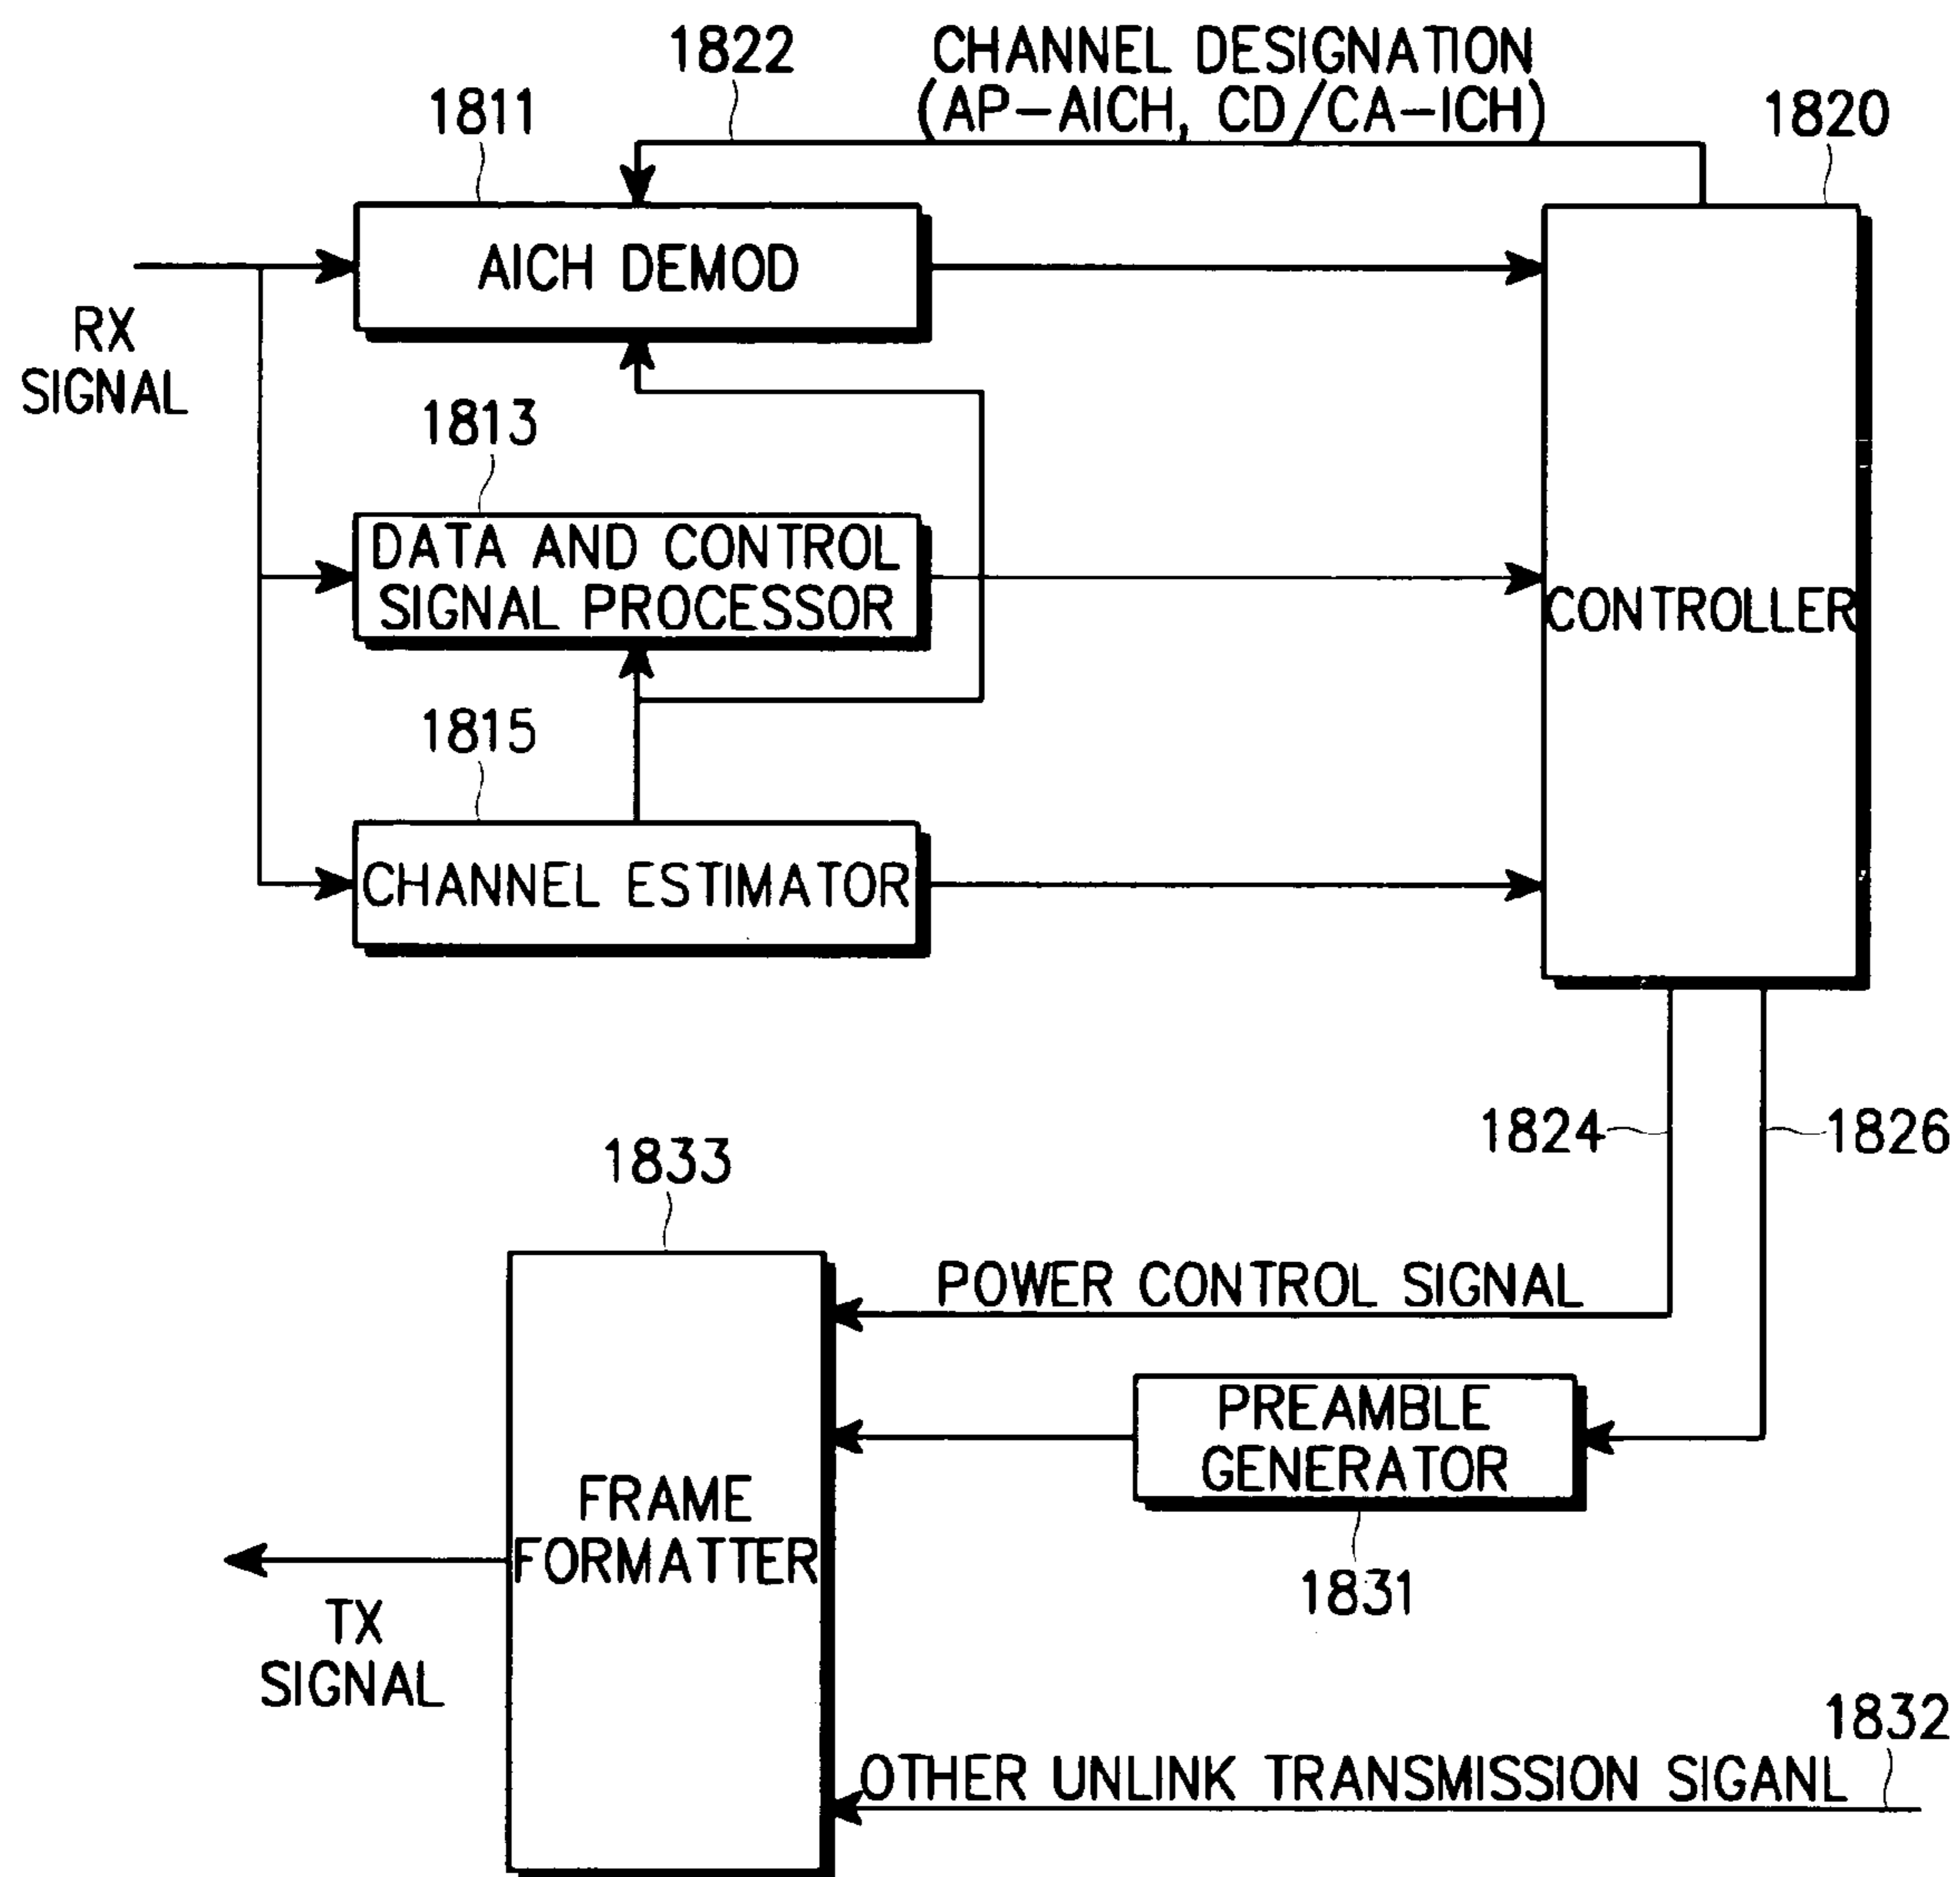 1822
CHANNEL DESIGNATION
(AP-AICH, CD/CA-ICH)
1811
1820
AICH DEMOD
RX
SIGNAL
1813
DATA AND CONTROL
SIGNAL PROCESSOR
CONTROLLER
1815
CHANNEL ESTIMATOR
1824
1826
1833
POWER CONTROL SIGNAL
PREAMBLE
GENERATOR
FRAME
FORMATTER
1831
TX
SIGNAL
1832
OTHER UNLINK TRANSMISSION SIGANL